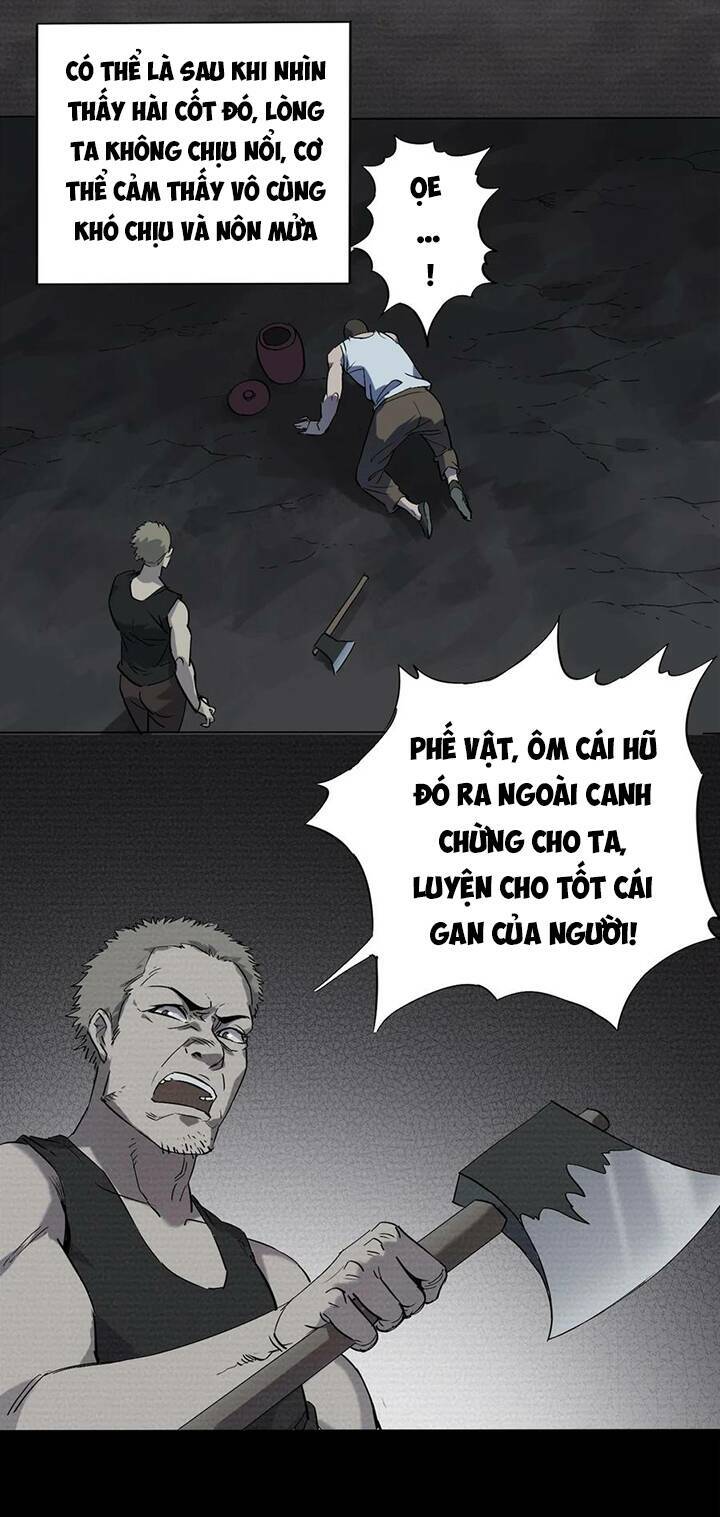 CÓ THỂ LÀ SAU KHI NHÌN
THẤY HÀI CỐT ĐÓ, LÒNG
TA KHÔNG CHỊU NỔI, CƠ
THỂ CẢM THẤY VÔ CÙNG
KHÓ CHỊU VÀ NÔN MỬA
ỌE
...
!
PHẾ VẬT, ÔM CÁI HŨ
ĐÓ RA NGOÀI CANH
CHỪNG CHO TA,
LUYỆN CHO TỐT CÁI
GAN CỦA NGƯỜI!